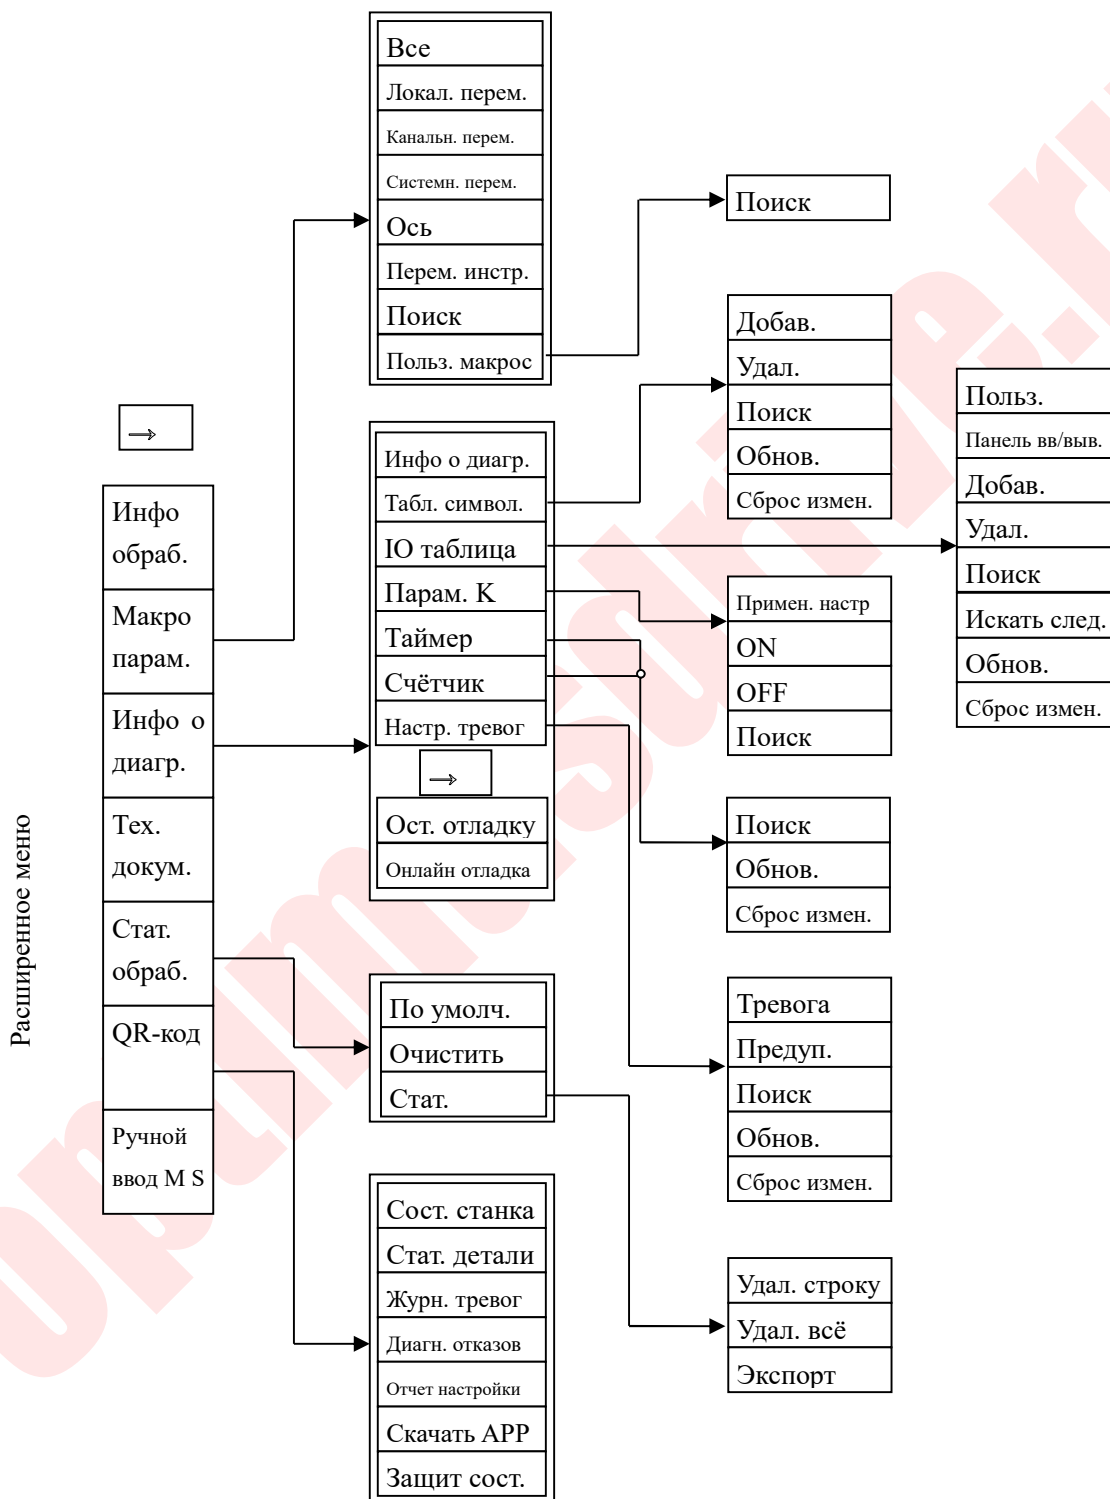 Расширенное меню
→
Инфо
обраб.
Макро
парам.
Инфо о
диагр.
Тех.
докум.
Стат.
обраб.
QR-код
Ручной
ввод M S
Все
Локал. перем.
Канальн. перем.
Системн. перем.
Ось
Перем. инстр.
Поиск
Польз. макрос
Инфо о диагр.
Табл. символ.
IO таблица
Парам. K
Таймер
Счётчик
Настр. тревог
→
Ост. отладку
Онлайн отладка
По умолч.
Очистить
Стат.
Сост. станка
Стат. детали
Журн. тревог
Диагн. отказов
Отчет настройки
Скачать APP
Защит сост.
Поиск
Добав.
Удал.
Поиск
Обнов.
Сброс измен.
Примен. настр
ON
OFF
Поиск
Поиск
Обнов.
Сброс измен.
Тревога
Предуп.
Поиск
Обнов.
Сброс измен.
Удал. строку
Удал. всё
Экспорт
Польз.
Панель вв/выв.
Добав.
Удал.
Поиск
Искать след.
Обнов.
Сброс измен.